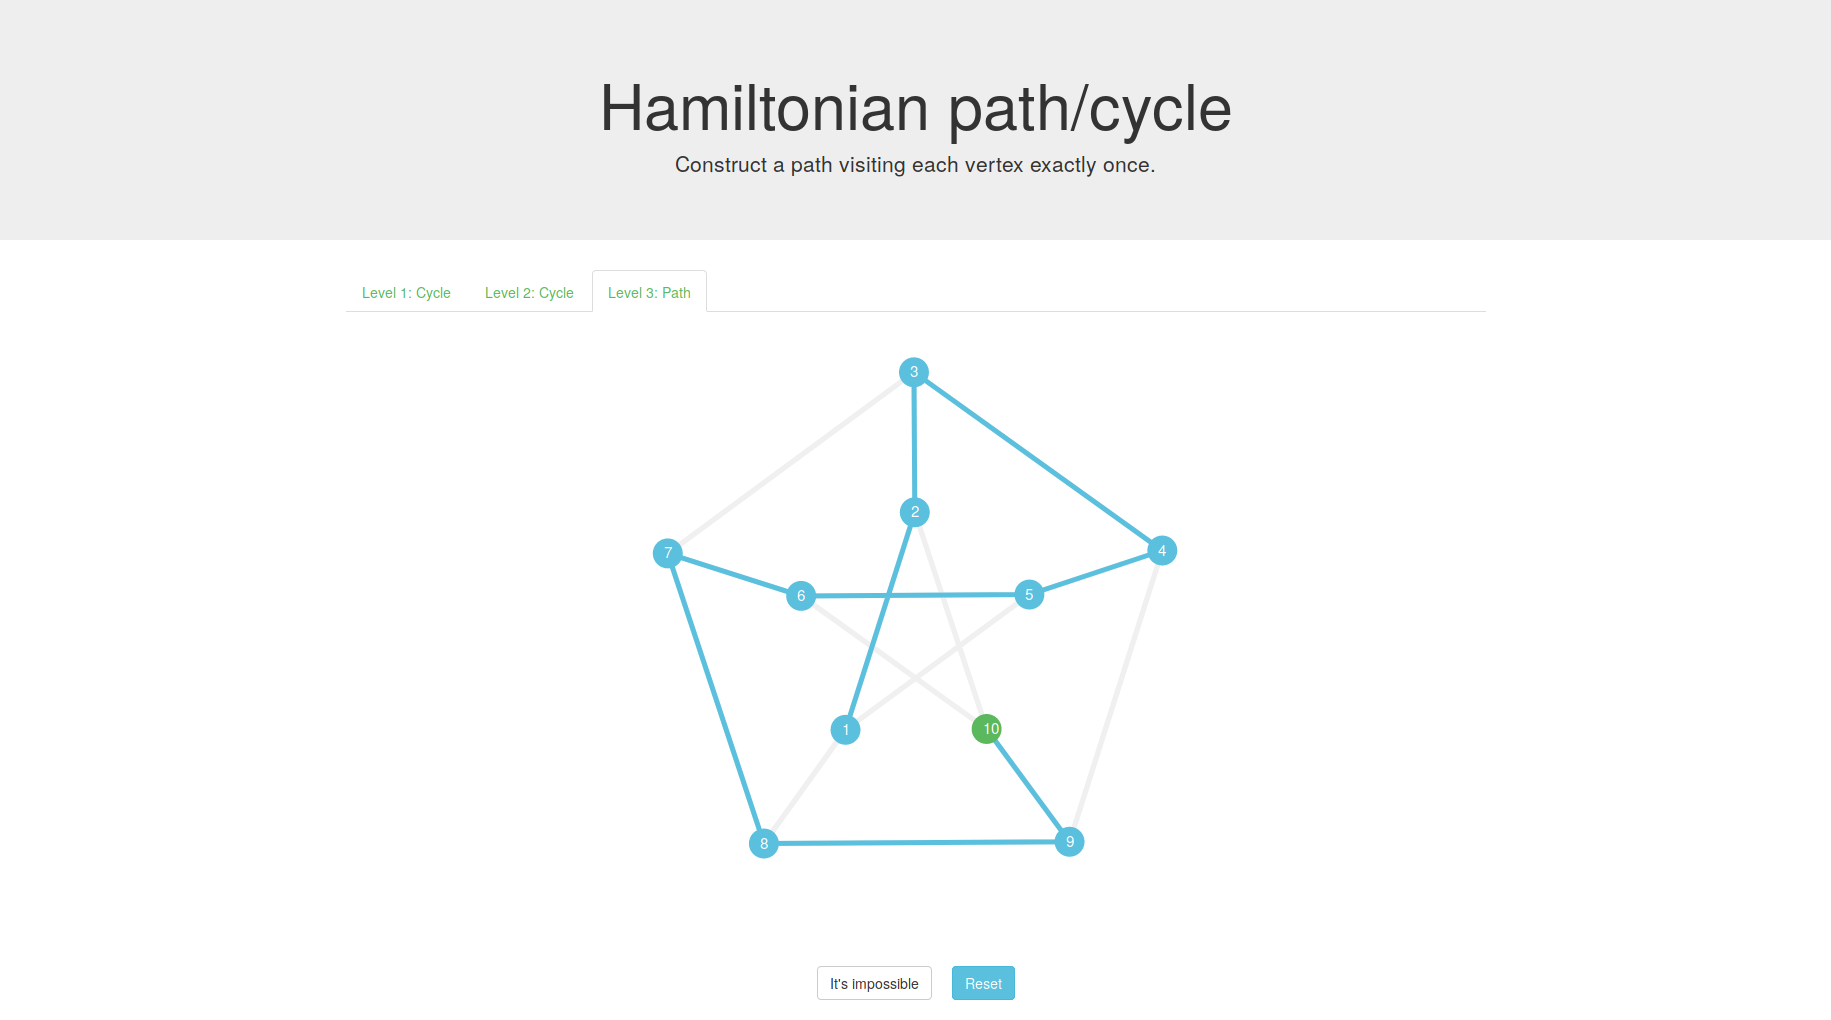 Hamiltonian path/cycle
Construct a path visiting each vertex exactly once.
Level 1: Cycle
Level 2: Cycle
Level 3: Path
3
2
7
4
6
5
1
10
8
9
It's impossible
Reset